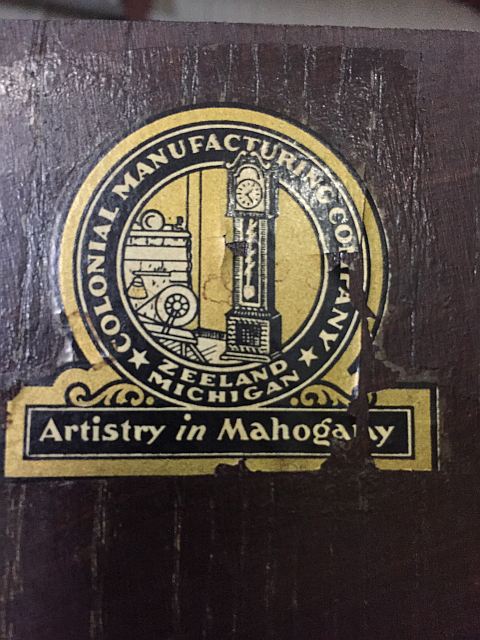 COLONIAL MANUFACTURING COMPANY
ZEELAND
MICHIGAN
Artistry in Mahogany